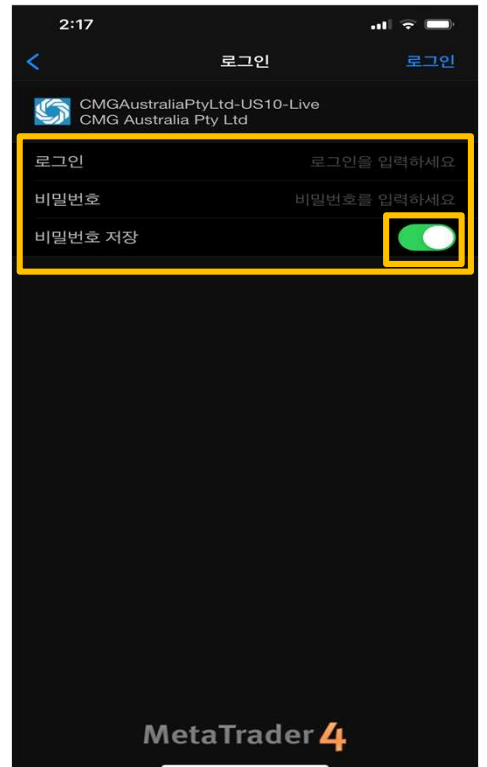 2:17
로그인 로그인
CMGAustraliaPtyLtd-US10-Live
CMG Australia Pty Ltd
로그인 로그인을 입력하세요
비밀번호 비밀번호를 입력하세요
비밀번호 저장
MetaTrader 4